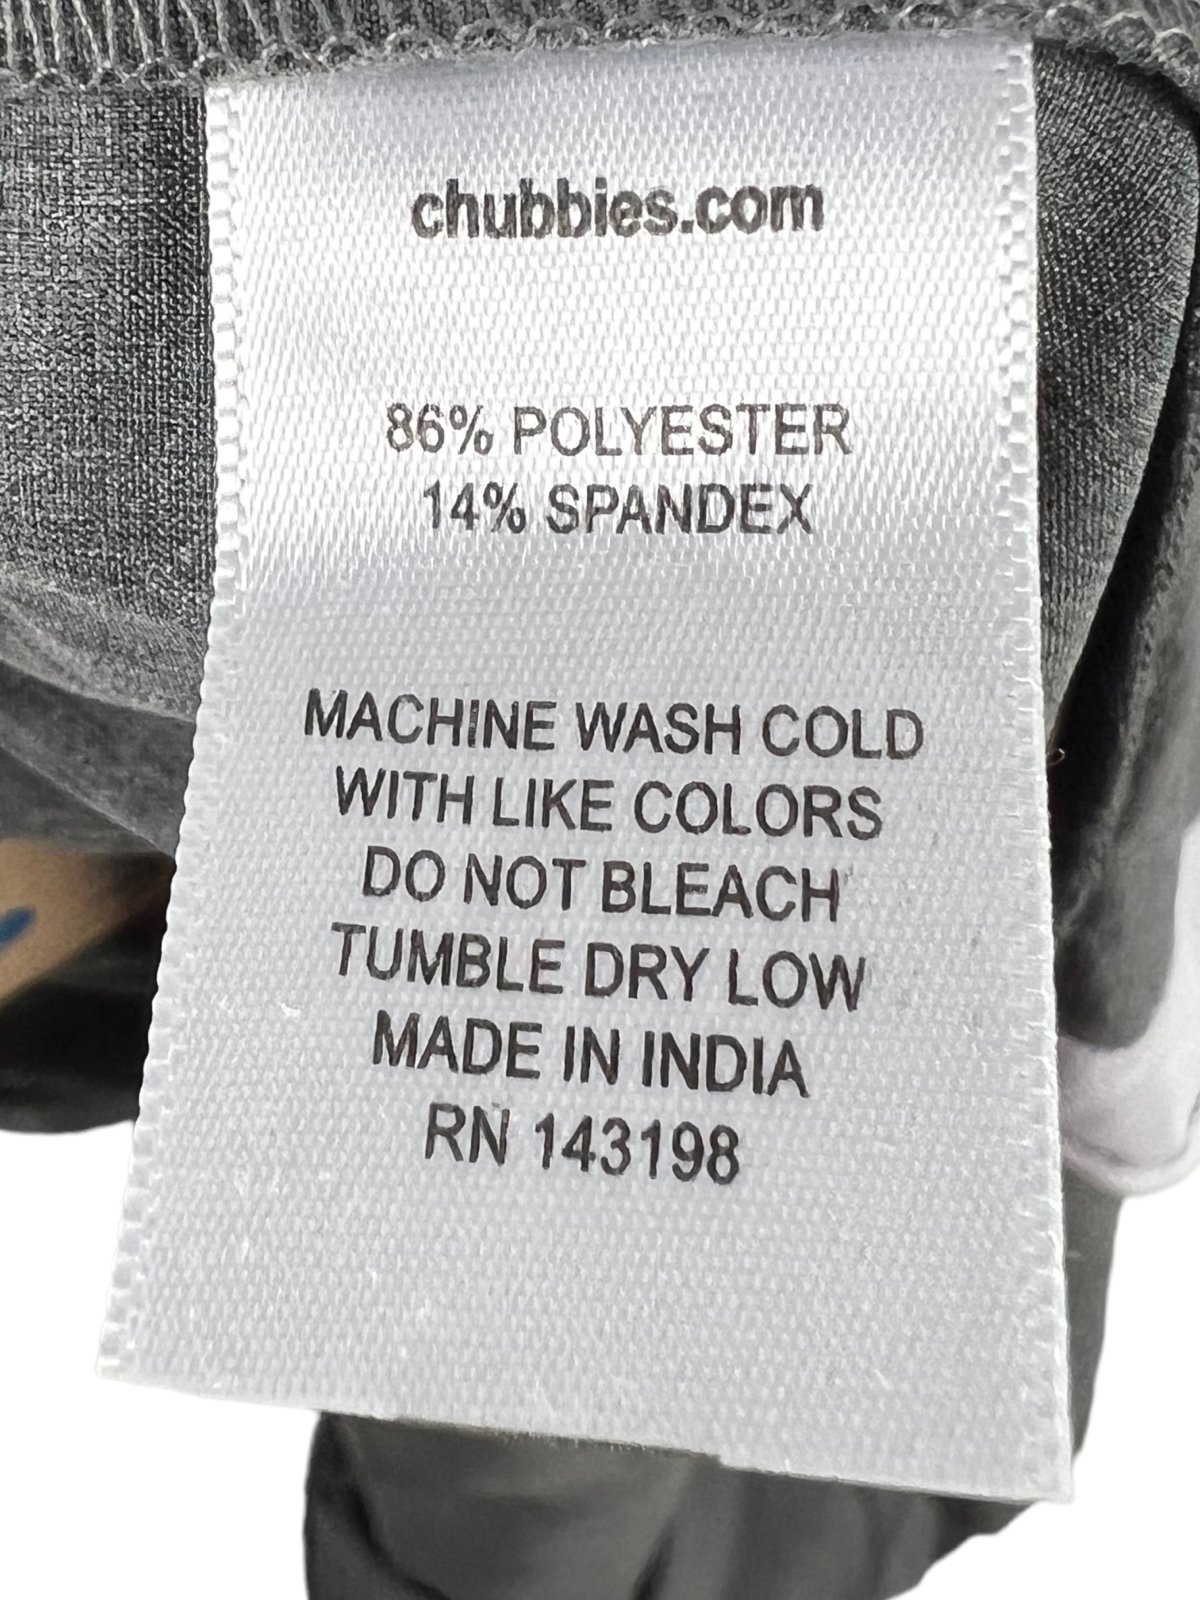 chubbies.com
86% POLYESTER
14% SPANDEX
MACHINE WASH COLD
WITH LIKE COLORS
DO NOT BLEACH
TUMBLE DRY LOW
MADE IN INDIA
RN 143198